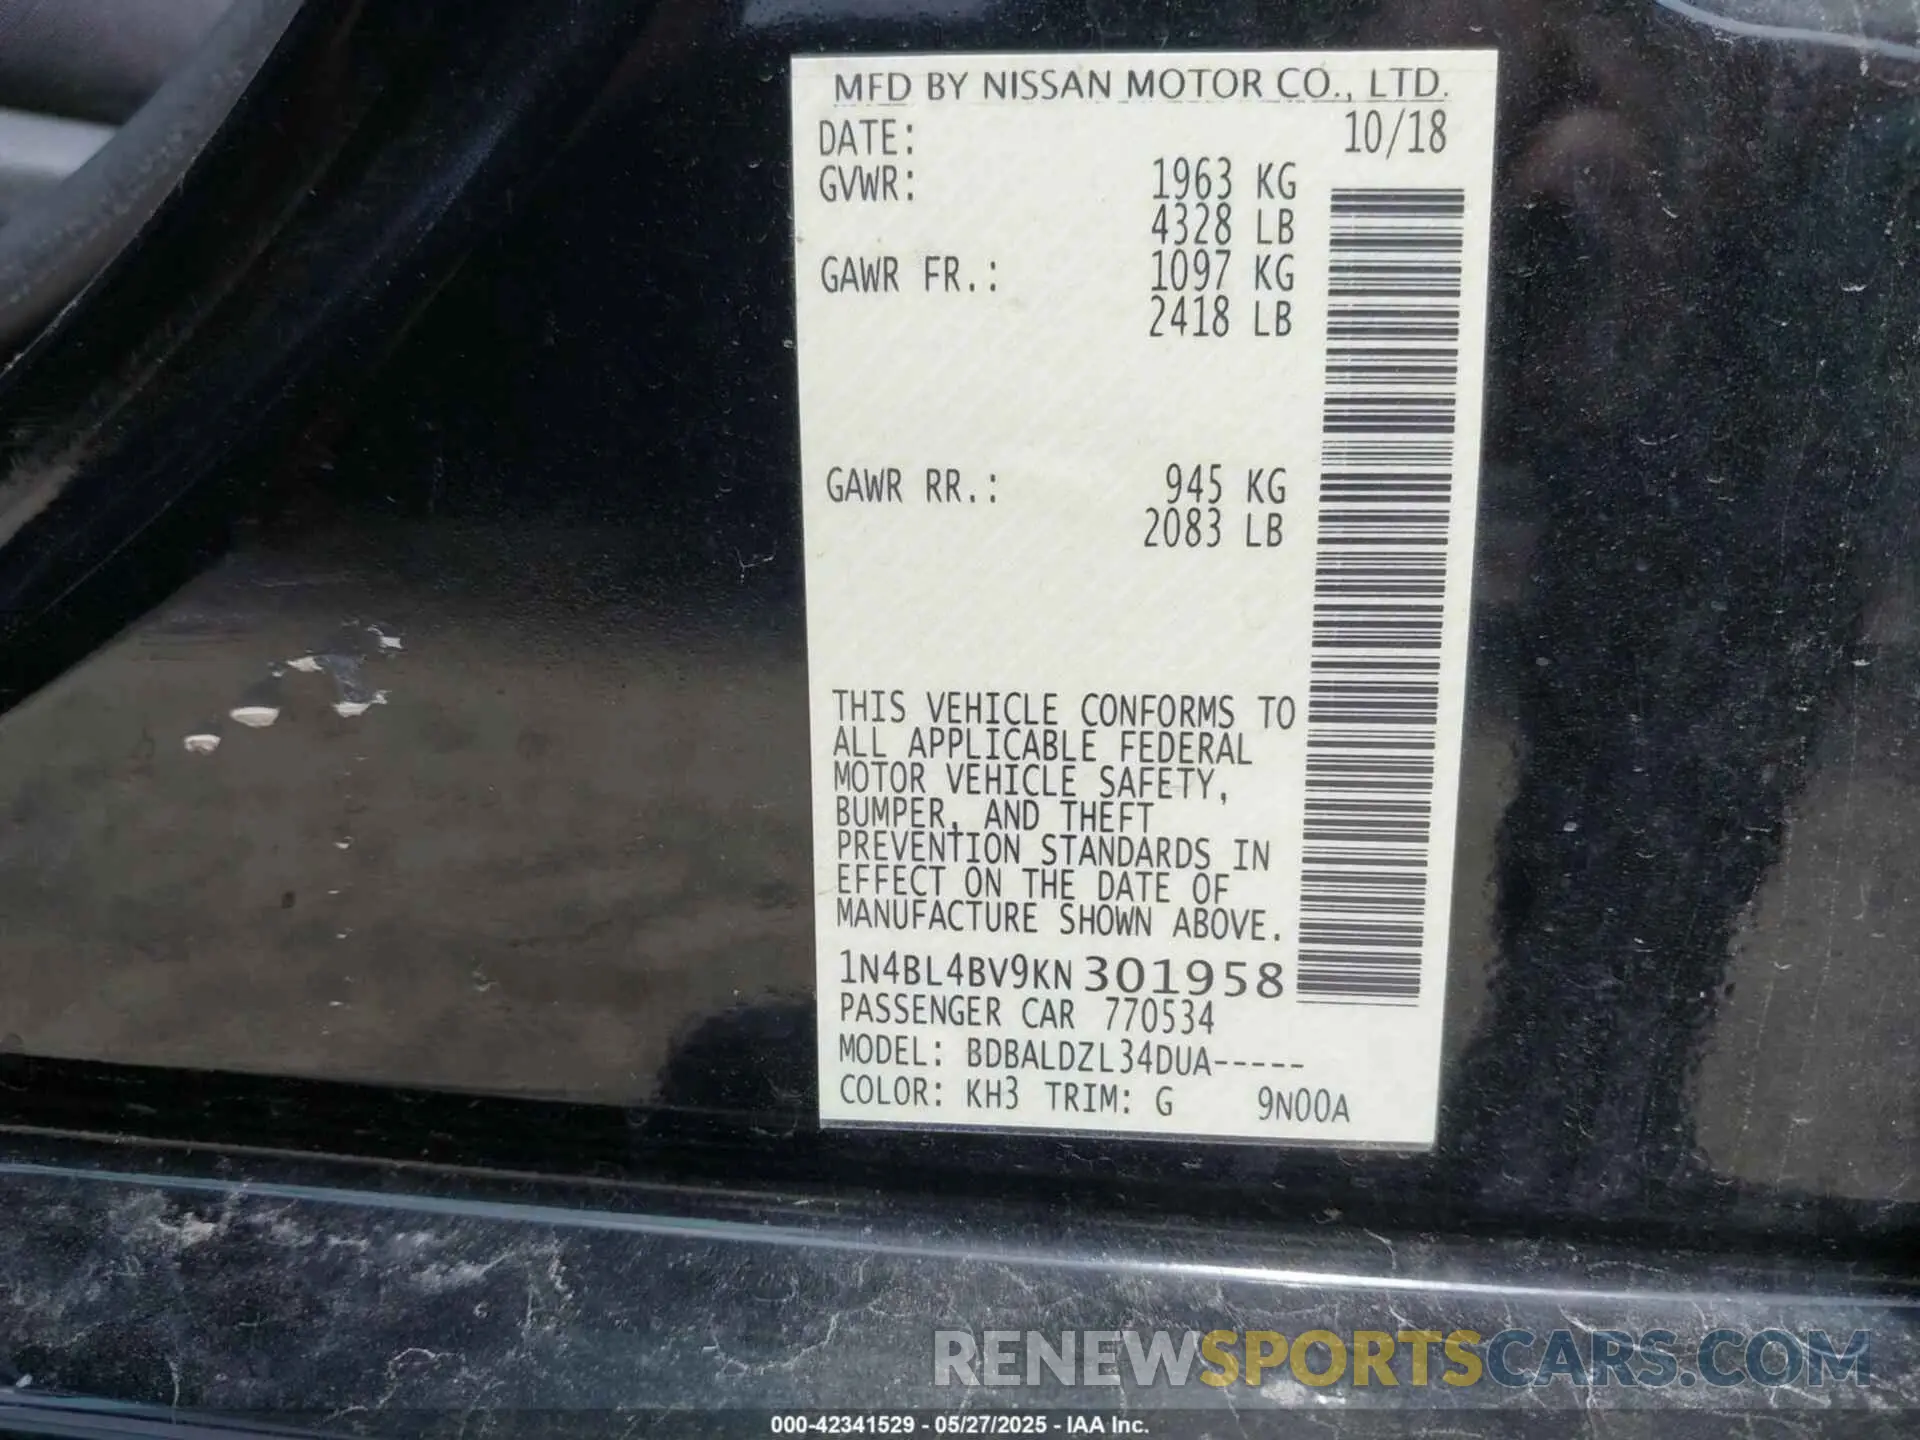 MFD BY NISSAN MOTOR CO., LTD.
DATE: 10/18
GVWR: 1963 KG
4328 LB
GAWR FR.: 1097 KG
2418 LB
GAWR RR.: 945 KG
2083 LB
THIS VEHICLE CONFORMS TO
ALL APPLICABLE FEDERAL
MOTOR VEHICLE SAFETY,
BUMPER, AND THEFT
PREVENTION STANDARDS IN
EFFECT ON THE DATE OF
MANUFACTURE SHOWN ABOVE.
1N4BL4BV9KN 301958
PASSENGER CAR 770534
MODEL: BDBALDZL34DUA-----
COLOR: KH3 TRIM: G 9N00A
RENEWSPORTSCARS.COM
000-42341529 - 05/27/2025 - IAA Inc.